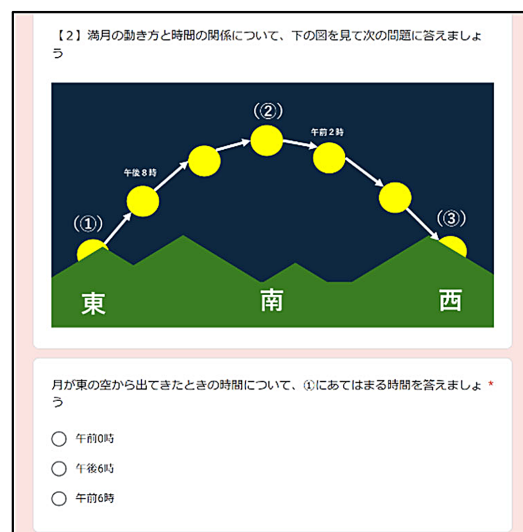 【2】満月の動き方と時間の関係について、下の図を見て次の問題に答えましょ
う
(②)
午前2時
午後8時
(①)
(③)
東
南
西
月が東の空から出てきたときの時間について、①にあてはまる時間を答えましょ *
う
午前0時
午後6時
午前6時